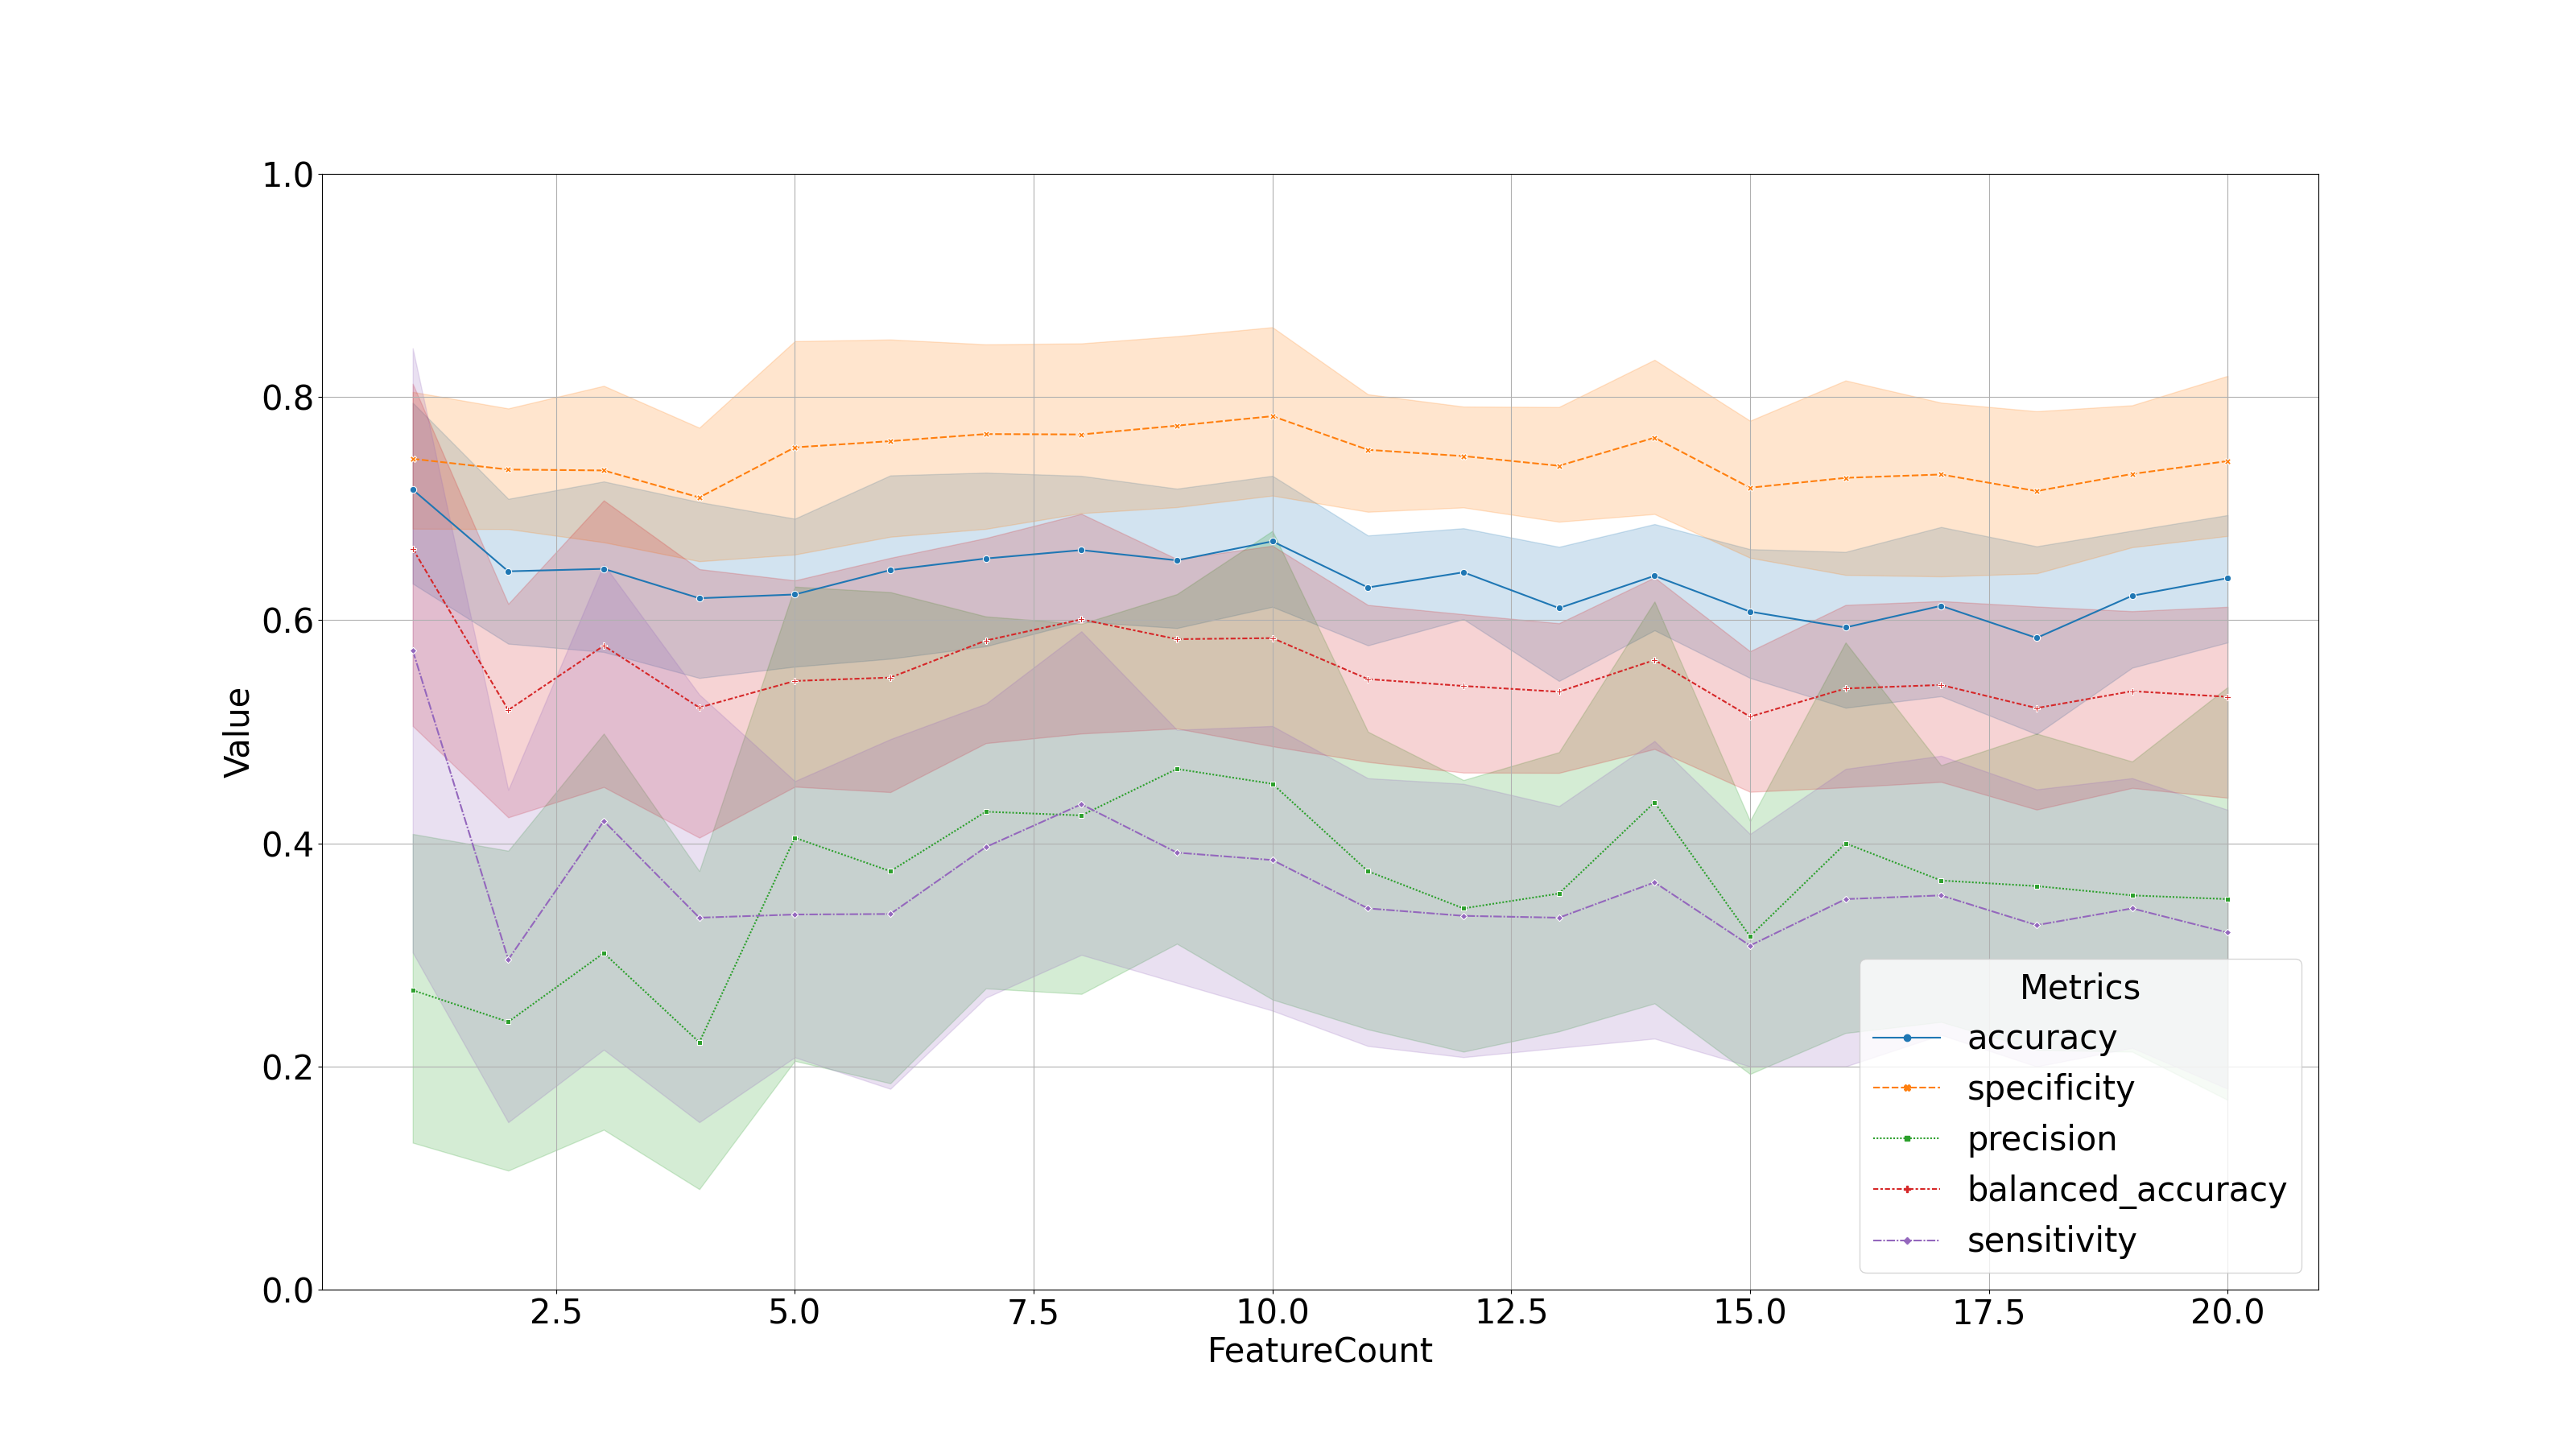 1.0
0.8
0.6
0.4
0.2
0.0
Value
2.5 5.0 7.5 10.0 12.5 15.0 17.5 20.0
FeatureCount
Metrics
accuracy
specificity
precision
balanced_accuracy
sensitivity